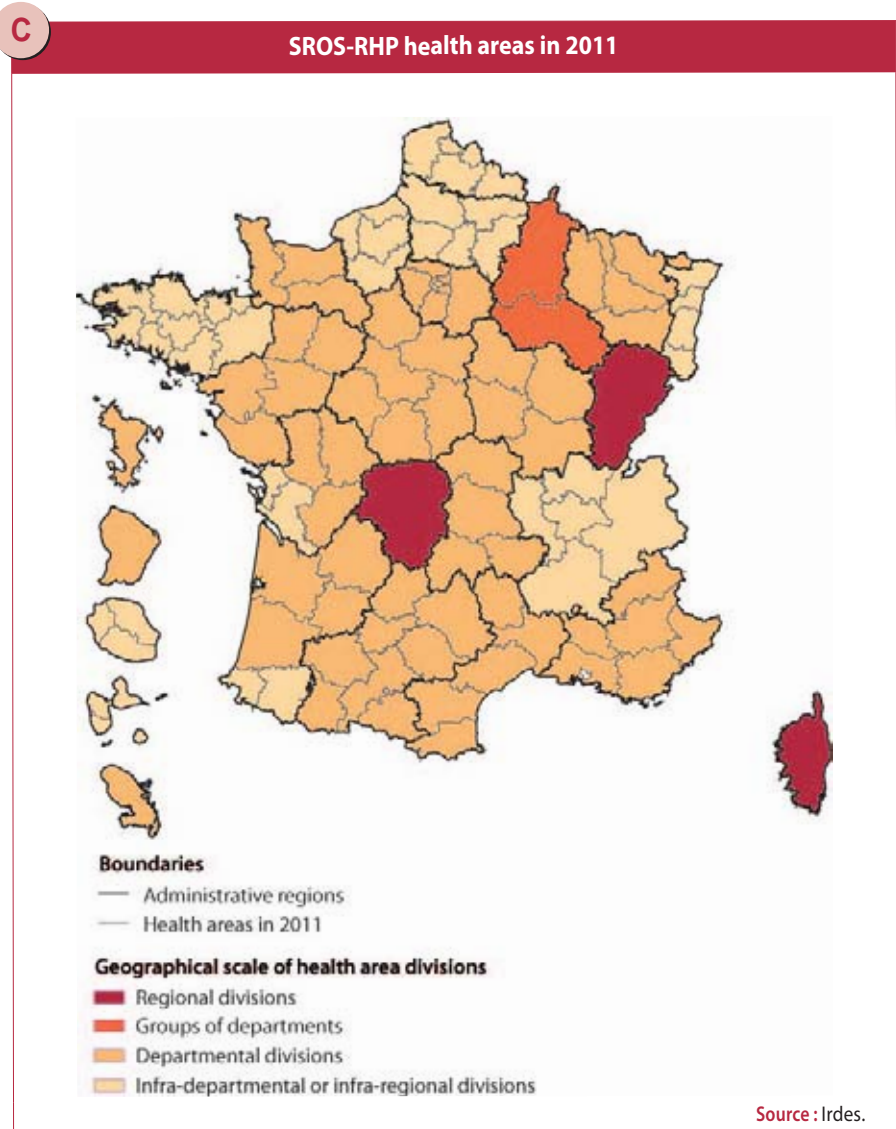 C
SROS-RHP health areas in 2011
Boundaries
Administrative regions
Health areas in 2011
Geographical scale of health area divisions
Regional divisions
Groups of departments
Departmental divisions
Infra-departmental or infra-regional divisions
Source : Irdes.